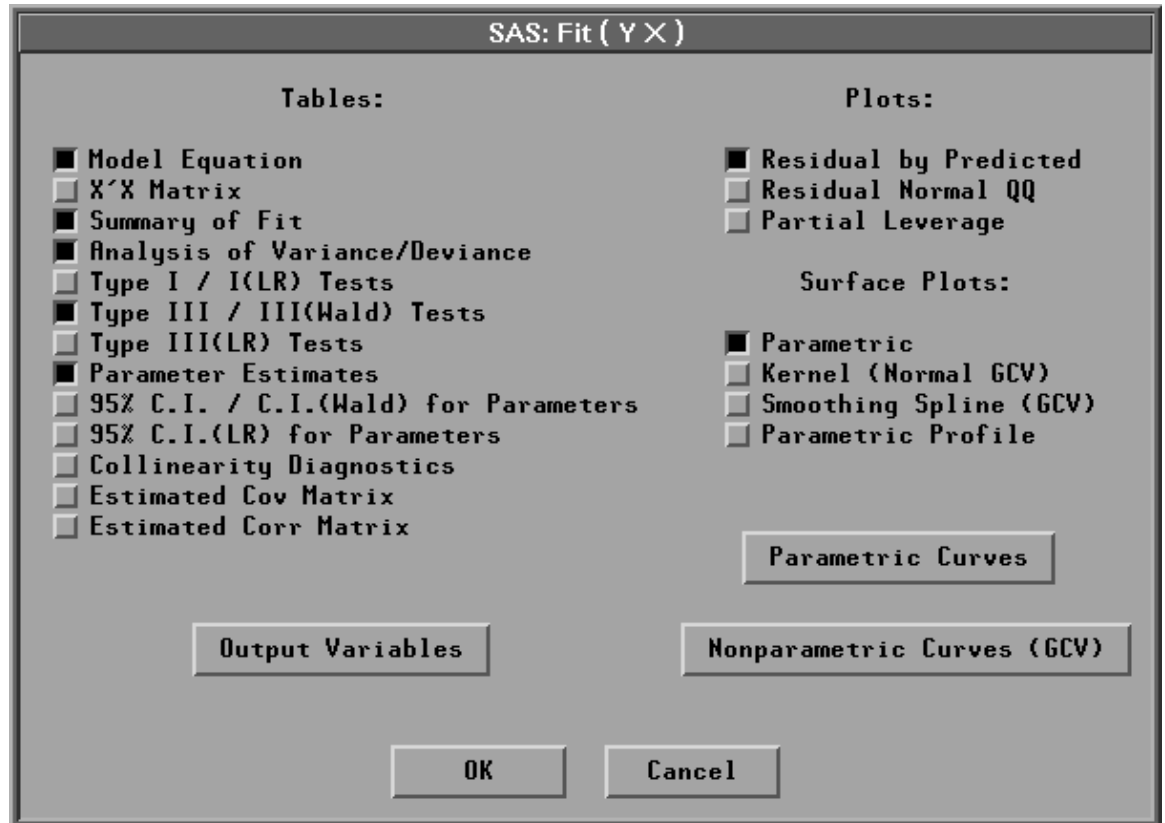 SAS: Fit ( Y X )
Tables:
Model Equation
X'X Matrix
Summary of Fit
Analysis of Variance/Deviance
Type I / I(LR) Tests
Type III / III(Wald) Tests
Type III(LR) Tests
Parameter Estimates
95% C.I. / C.I.(Wald) for Parameters
95% C.I.(LR) for Parameters
Collinearity Diagnostics
Estimated Cov Matrix
Estimated Corr Matrix
Output Variables
Plots:
Residual by Predicted
Residual Normal QQ
Partial Leverage
Surface Plots:
Parametric
Kernel (Normal GCV)
Smoothing Spline (GCV)
Parametric Profile
Parametric Curves
Nonparametric Curves (GCV)
OK
Cancel